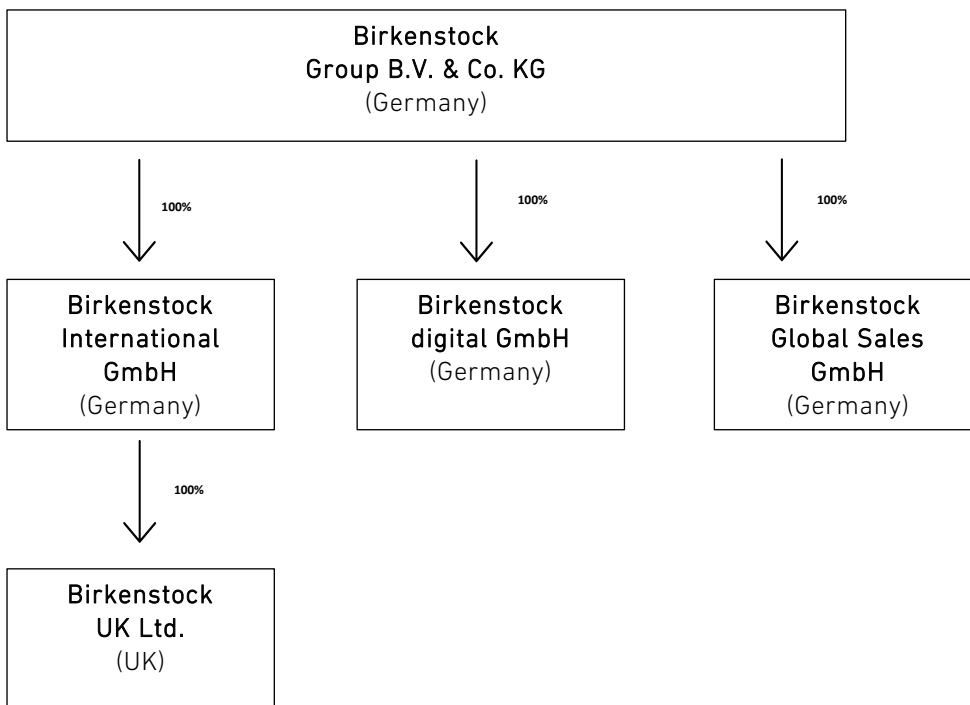 Birkenstock
Group B.V. & Co. KG
(Germany)
100%
100%
100%
Birkenstock
International
GmbH
(Germany)
Birkenstock
digital GmbH
(Germany)
Birkenstock
Global Sales
GmbH
(Germany)
100%
Birkenstock
UK Ltd.
(UK)